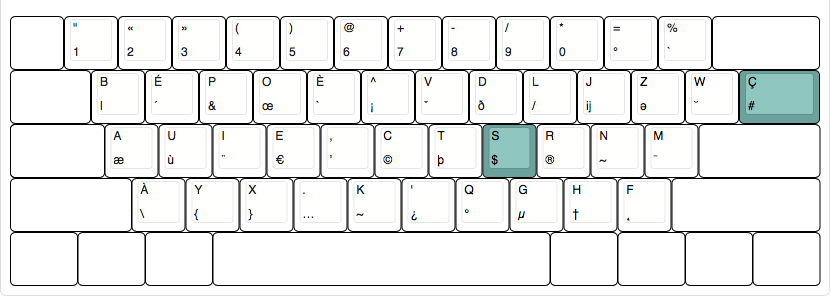 " « » ( ) @ + - / * = %
1 2 3 4 5 6 7 8 9 0 ° `
B É P O È ^ V D L J Z W Ç
| ´ & œ ` ¡ ˇ ð / ij ə ˘ #
A U I E , C T S R N M
æ ù ¨ € ' © þ $ ® ~ ¯
À Y X . K ' Q G H F
\ { } … ~ ¿ ° µ † ˛